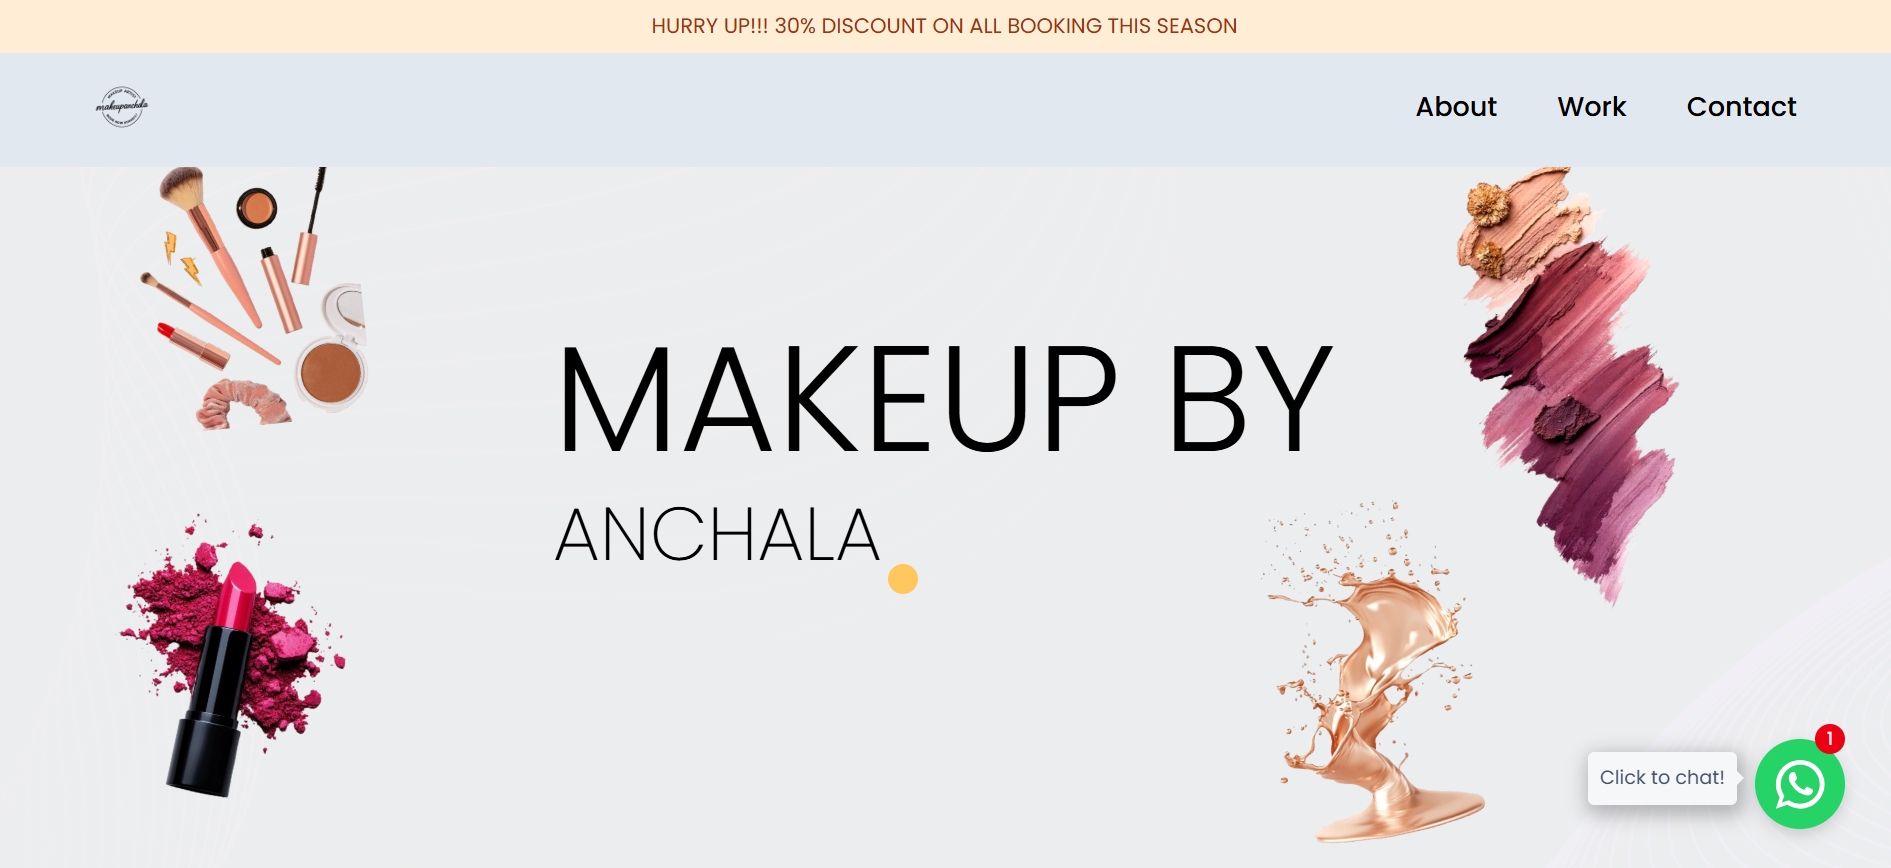 HURRY UP!!! 30% DISCOUNT ON ALL BOOKING THIS SEASON
makeupanchala
About
Work
Contact
MAKEUP BY
ANCHALA
Click to chat!
1